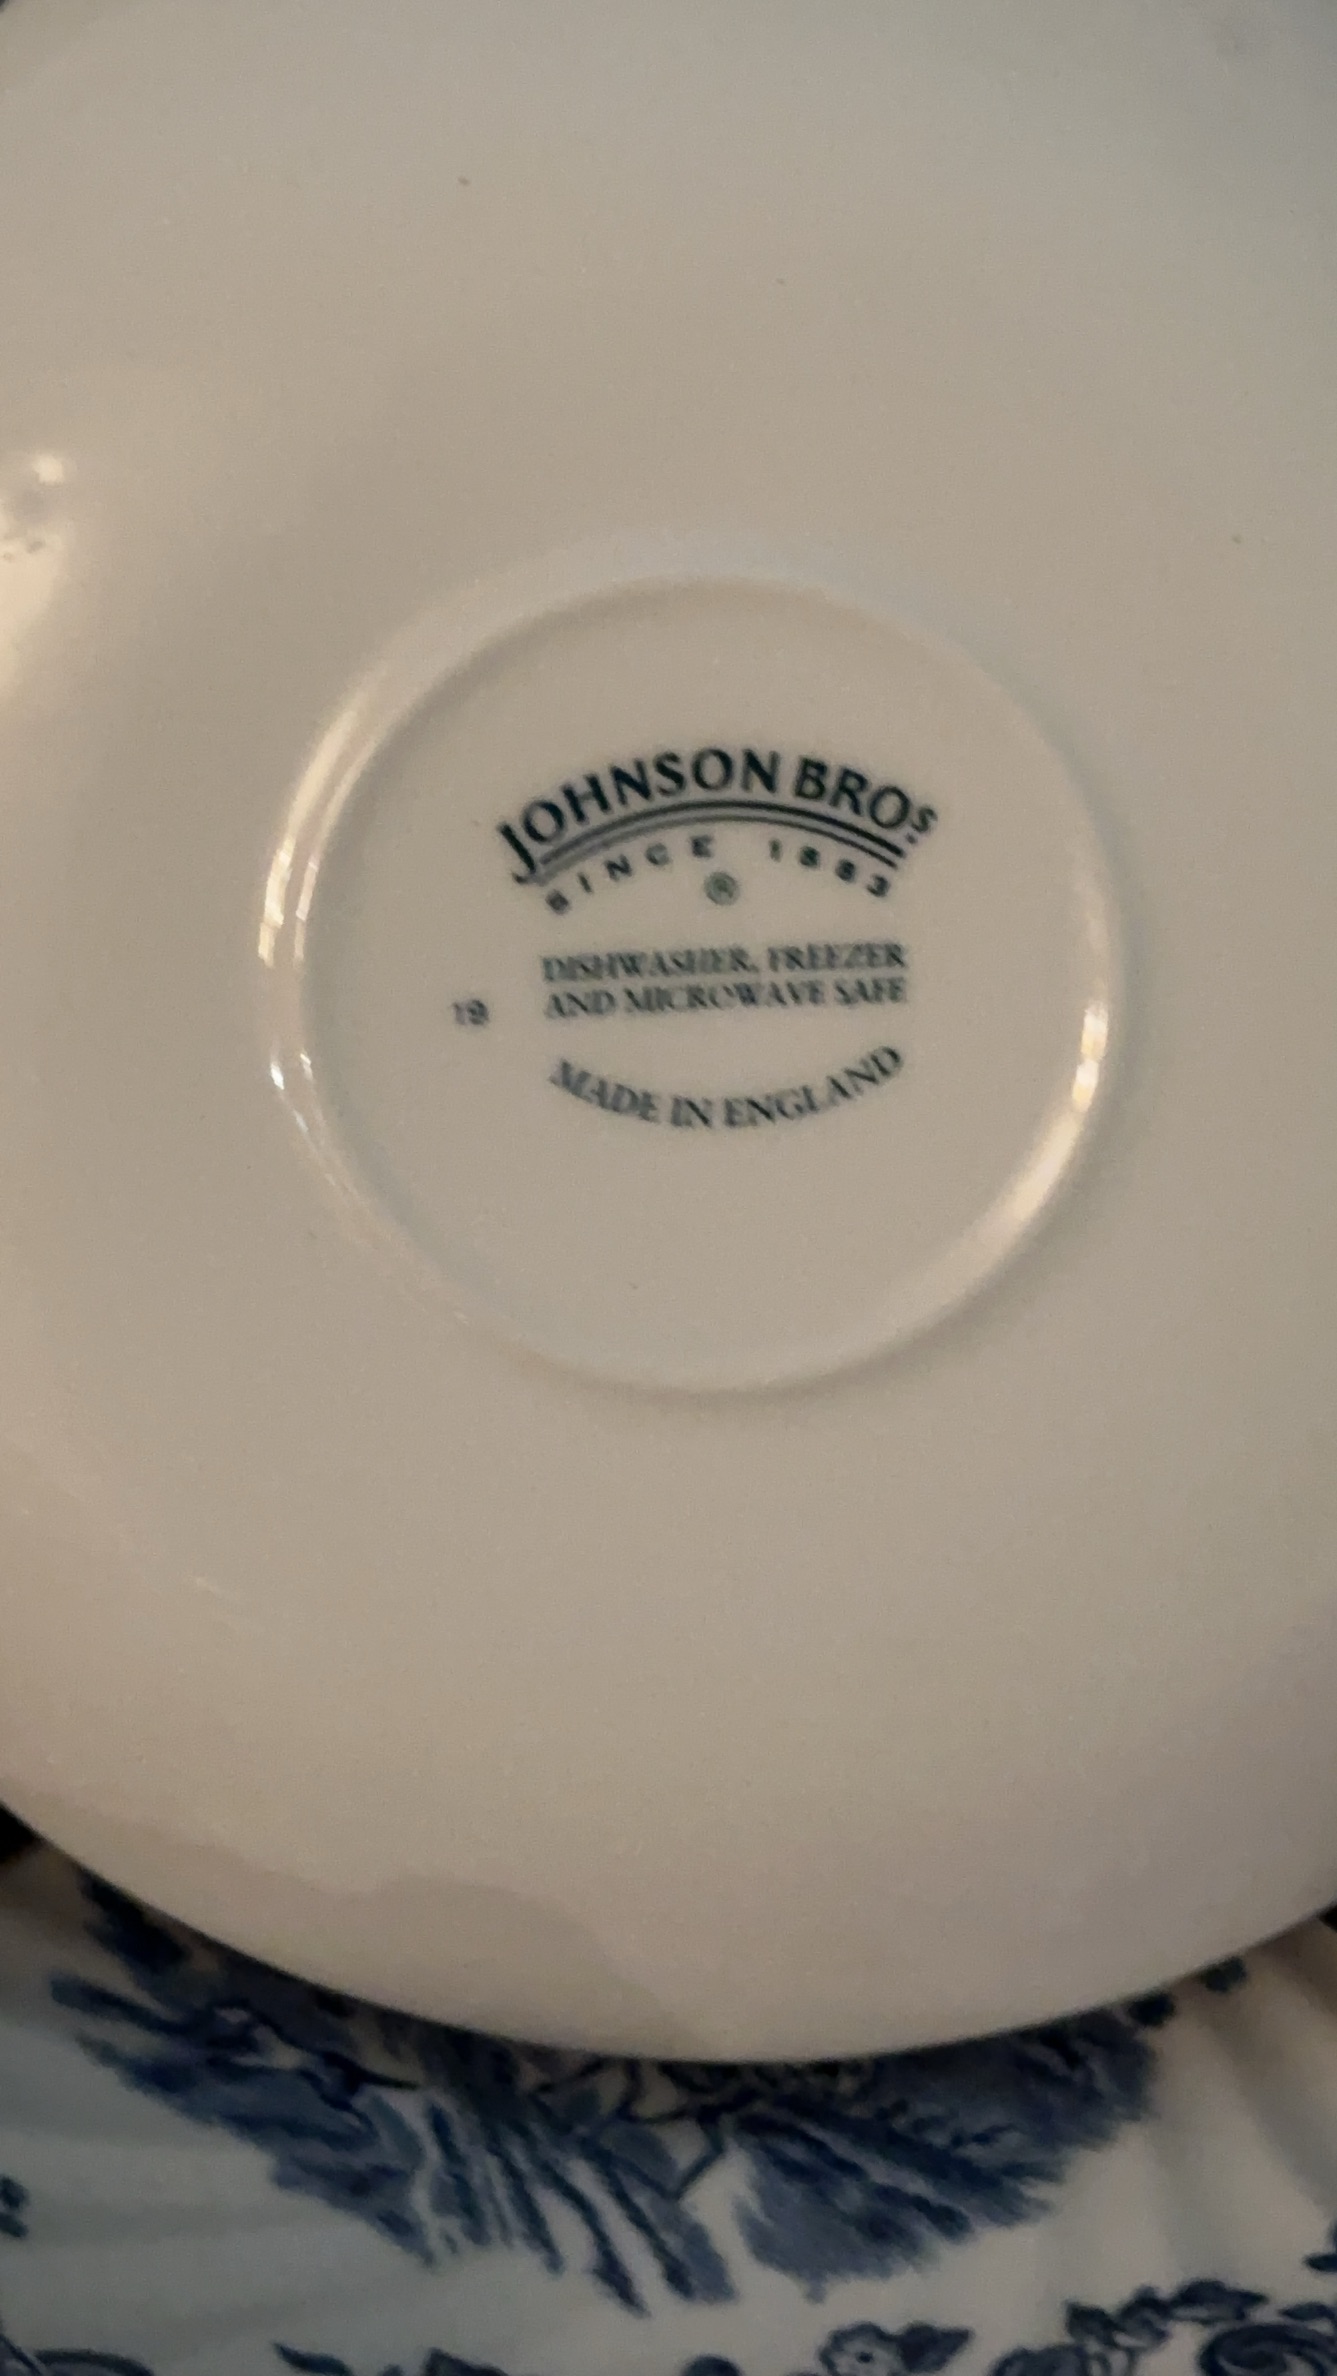 JOHNSON BROS.
SINCE 1883
®
DISHWASHER, FREEZER
AND MICROWAVE SAFE
19
MADE IN ENGLAND